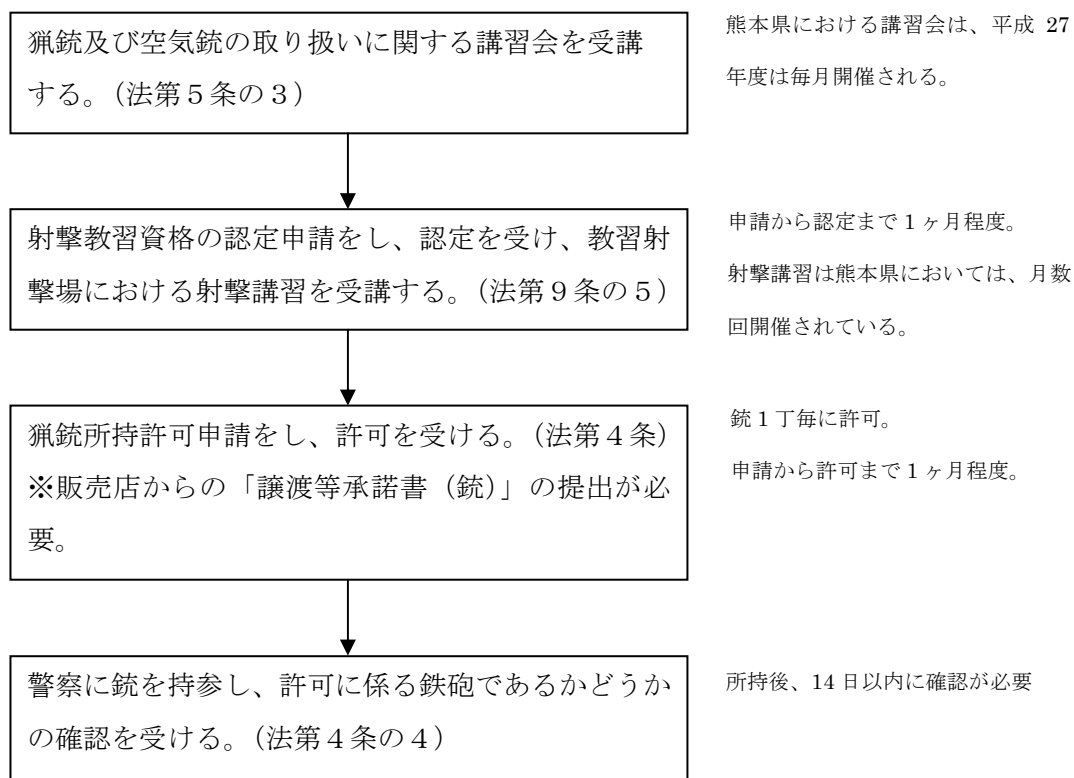 猟銃及び空気銃の取り扱いに関する講習会を受講
する。（法第５条の３）
熊本県における講習会は、平成 27
年度は毎月開催される。
射撃教習資格の認定申請をし、認定を受け、教習射
撃場における射撃講習を受講する。（法第９条の５）
申請から認定まで 1 ヶ月程度。
射撃講習は熊本県においては、月数
回開催されている。
猟銃所持許可申請をし、許可を受ける。（法第４条）
※販売店からの「譲渡等承諾書（銃）」の提出が必
要。
銃 1 丁毎に許可。
申請から許可まで 1 ヶ月程度。
警察に銃を持参し、許可に係る鉄砲であるかどうか
の確認を受ける。（法第４条の４）
所持後、14 日以内に確認が必要